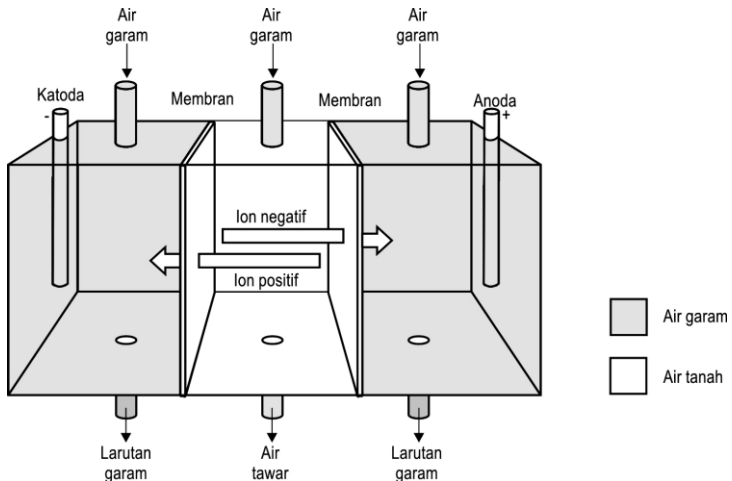 Air
garam
Air
garam
Air
garam
Katoda
-
Membran
Membran
Anoda
+
Ion negatif
Ion positif
Air garam
Air tanah
Larutan
garam
Air
tawar
Larutan
garam